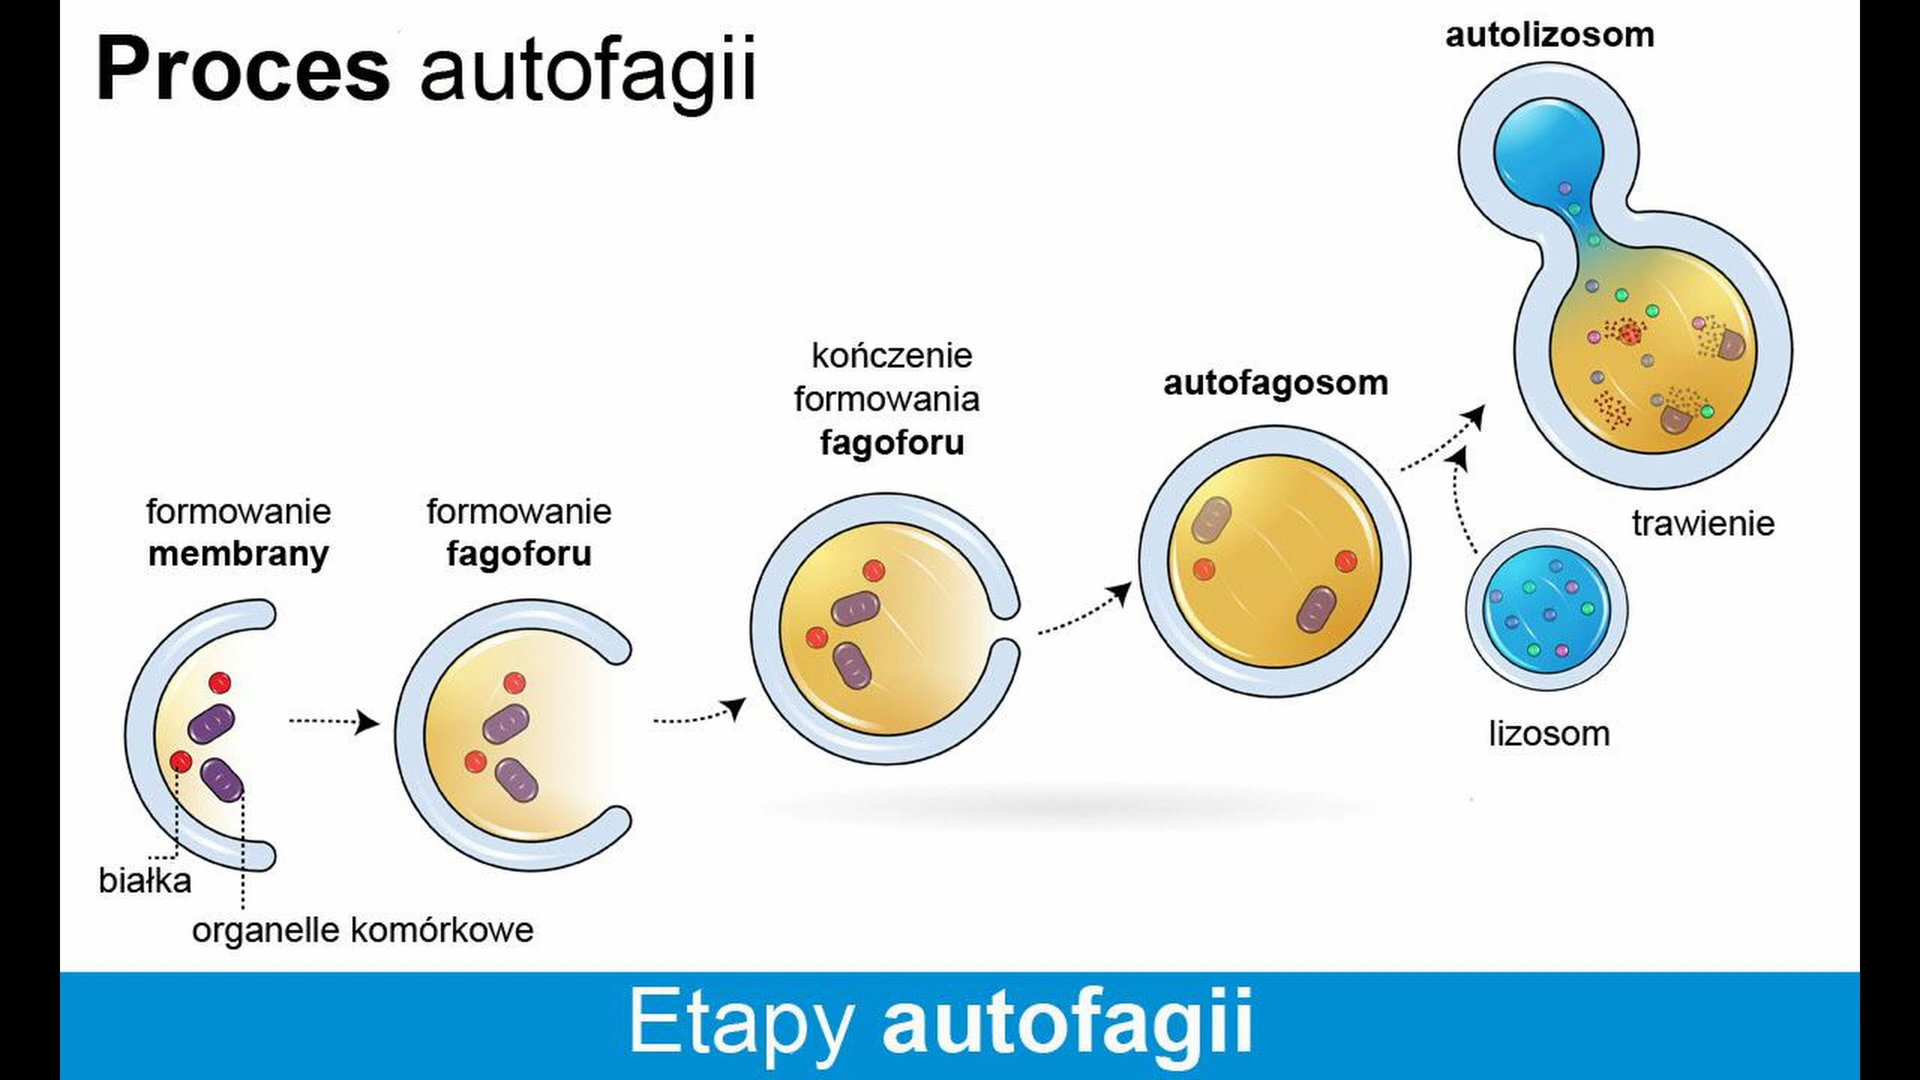 Proces autofagii
autolizosom
kończenie
formowania
fagoforu
autofagosom
formowanie
membrany
formowanie
fagoforu
trawienie
lizosom
białka
organelle komórkowe
Etapy autofagii